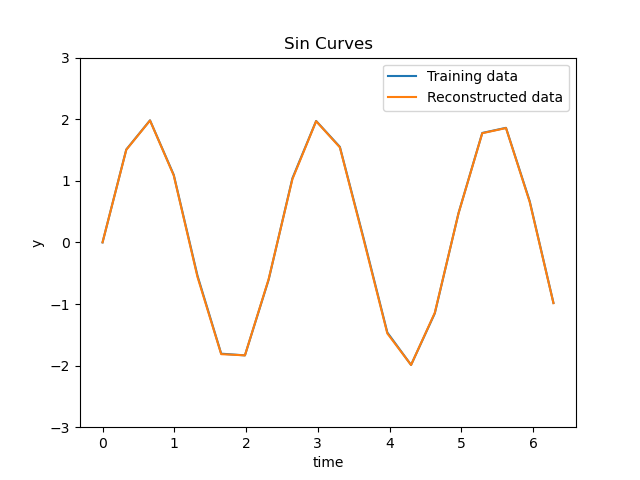 Sin Curves
Training data
Reconstructed data
3
2
1
0
−1
−2
−3
y
0 1 2 3 4 5 6
time